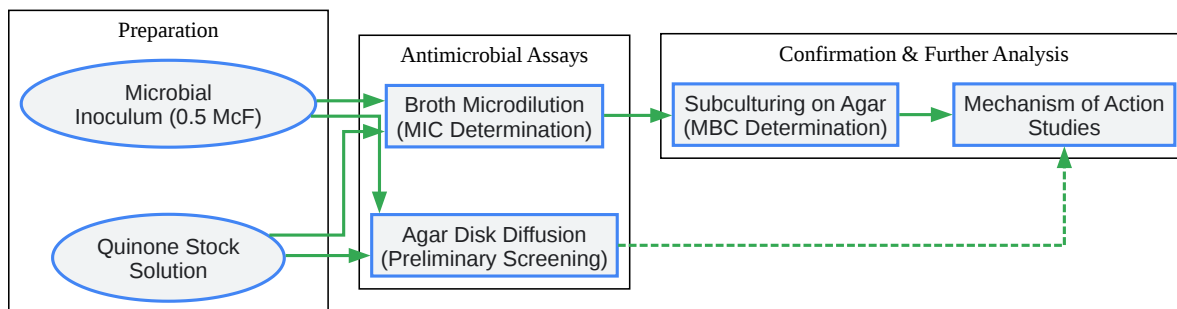 Preparation
Microbial
Inoculum (0.5 McF)
Quinone Stock
Solution
Antimicrobial Assays
Broth Microdilution
(MIC Determination)
Agar Disk Diffusion
(Preliminary Screening)
Confirmation & Further Analysis
Subculturing on Agar
(MBC Determination)
Mechanism of Action
Studies